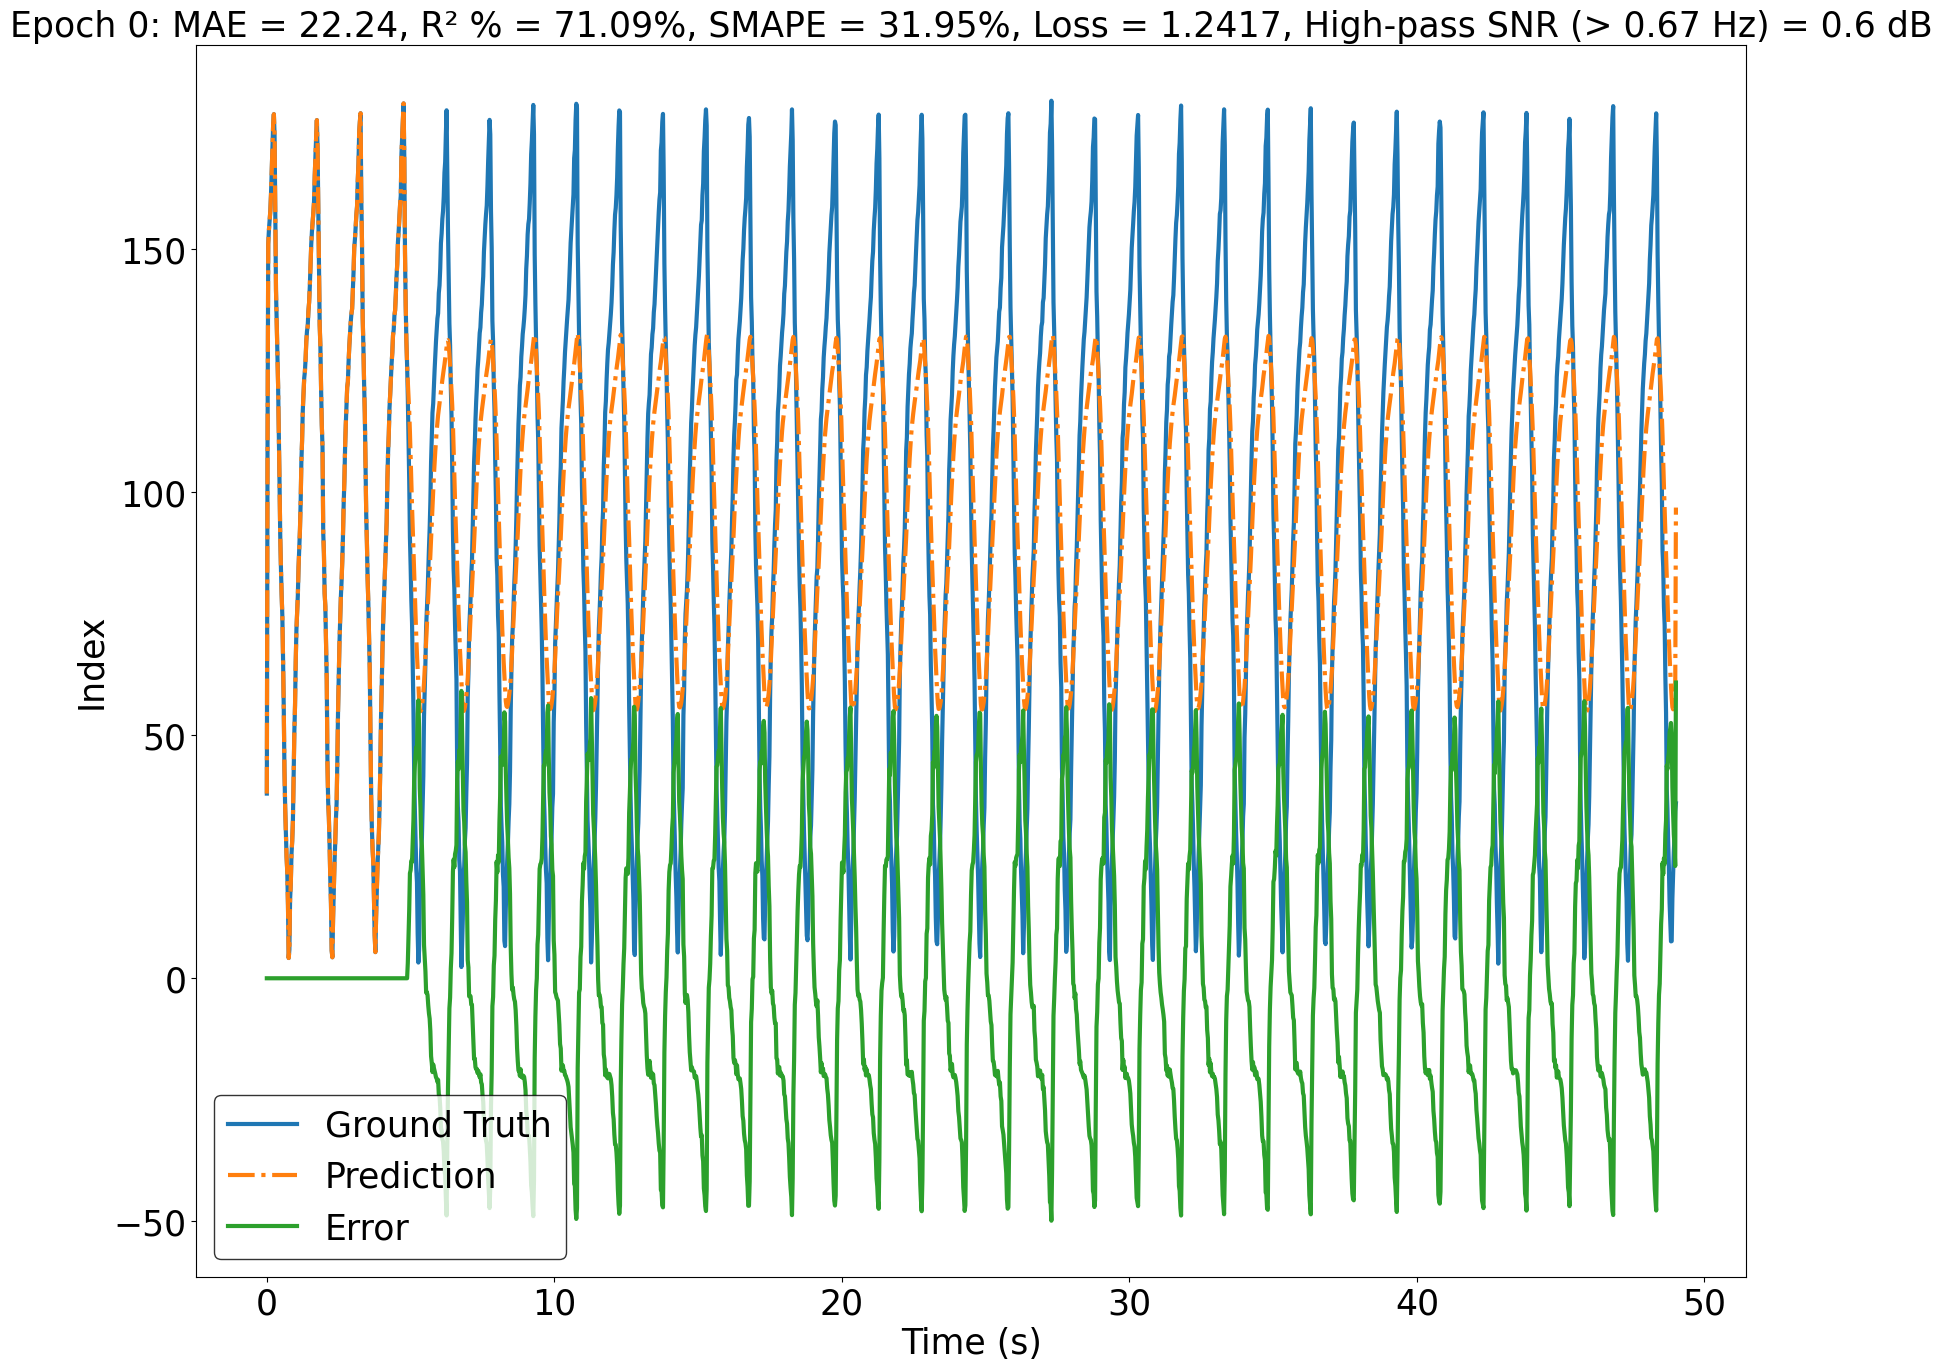 Epoch 0: MAE = 22.24, R² % = 71.09%, SMAPE = 31.95%, Loss = 1.2417, High-pass SNR (> 0.67 Hz) = 0.6 dB
150
100
50
0
−50
Index
Ground Truth
Prediction
Error
0 10 20 30 40 50
Time (s)